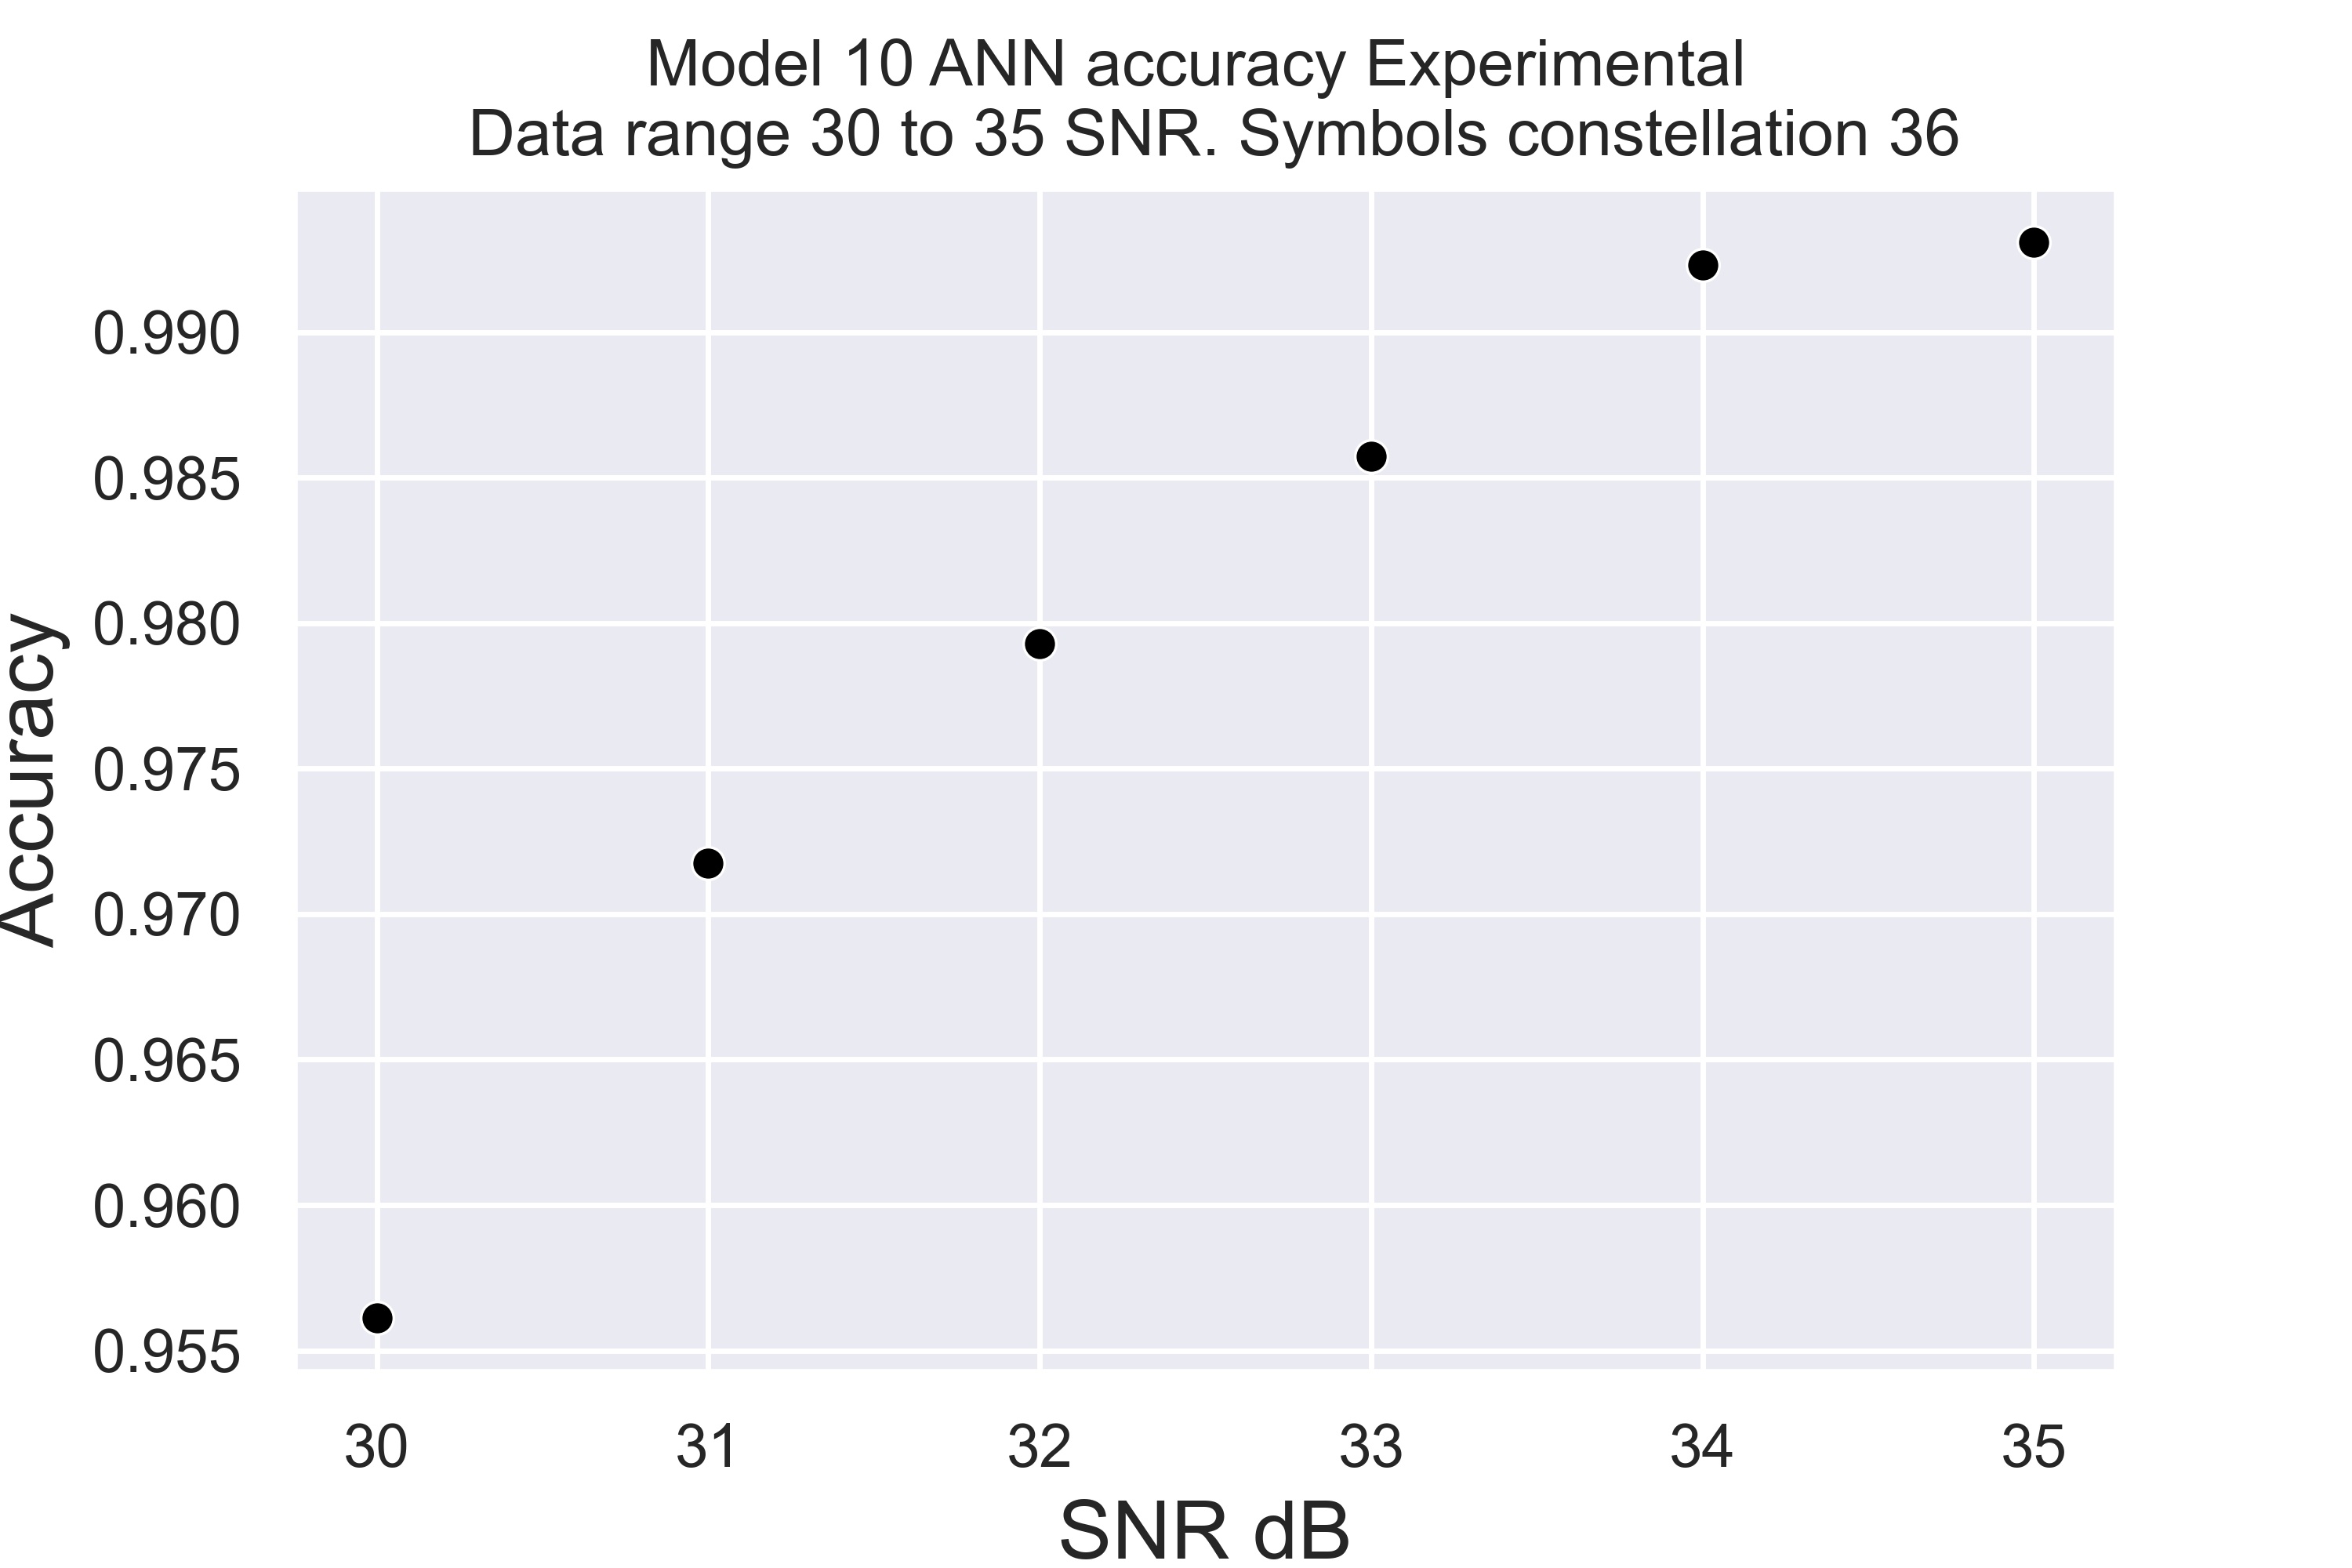 Model 10 ANN accuracy Experimental
Data range 30 to 35 SNR. Symbols constellation 36
0.990
0.985
0.980
0.975
0.970
0.965
0.960
0.955
Accuracy
30 31 32 33 34 35
SNR dB